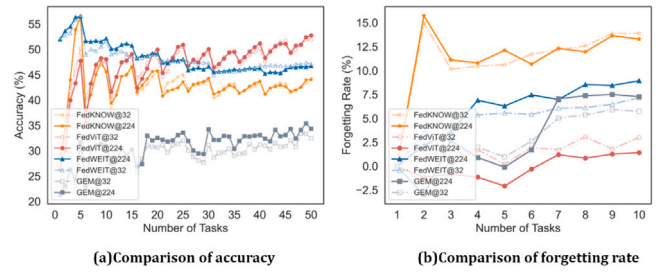 Accuracy (%)
55
50
45
40
35
30
25
20
FedKNOW@32
FedKNOW@224
FedViT@32
FedViT@224
FedWEIT@224
FedWEIT@32
GEM@32
GEM@224
1 5 10 15 20 25 30 35 40 45 50
Number of Tasks
(a)Comparison of accuracy
Forgetting Rate (%)
15.0
12.5
10.0
7.5
5.0
2.5
0.0
−2.5
FedKNOW@32
FedKNOW@224
FedViT@32
FedViT@224
FedWEIT@224
FedWEIT@32
GEM@224
GEM@32
1 2 3 4 5 6 7 8 9 10
Number of Tasks
(b)Comparison of forgetting rate